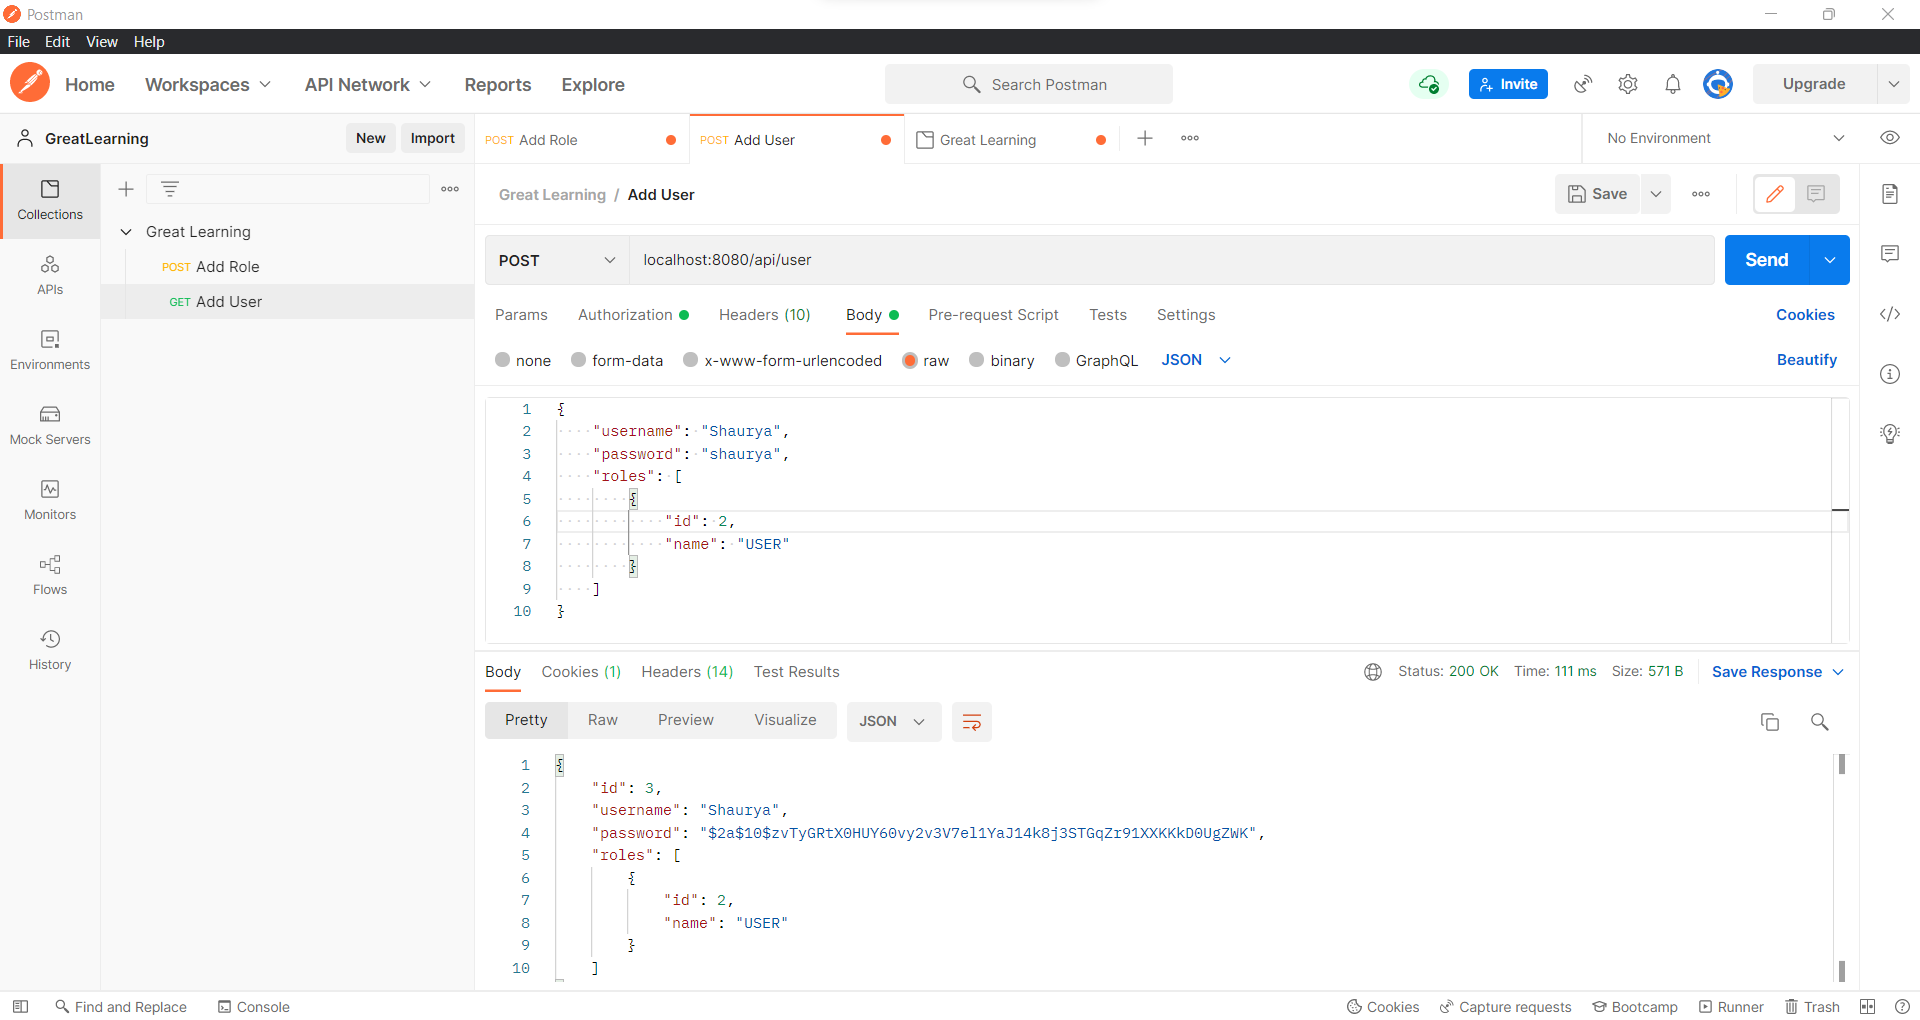 Postman
File Edit View Help
Home Workspaces API Network Reports Explore Search Postman Invite Upgrade
GreatLearning New Import POST Add Role POST Add User Great Learning No Environment
Great Learning / Add User Save
Collections
Great Learning
POST Add Role
GET Add User
APIs
Environments
Mock Servers
Monitors
Flows
History
POST localhost:8080/api/user Send
Params Authorization Headers (10) Body Pre-request Script Tests Settings Cookies
none form-data x-www-form-urlencoded raw binary GraphQL JSON Beautify
1 {
2 "username": "Shaurya",
3 "password": "shaurya",
4 "roles": [
5 {
6 "id": 2,
7 "name": "USER"
8 }
9 ]
10 }
Body Cookies (1) Headers (14) Test Results Status: 200 OK Time: 111 ms Size: 571 B Save Response
Pretty Raw Preview Visualize JSON
1 {
2 "id": 3,
3 "username": "Shaurya",
4 "password": "$2a$10$zvTyGRtX0HUY60vy2v3V7el1YaJ14k8j3STGqZr91XXKKkD0UgZWK",
5 "roles": [
6 {
7 "id": 2,
8 "name": "USER"
9 }
10 ]
Find and Replace Console Cookies Capture requests Bootcamp Runner Trash